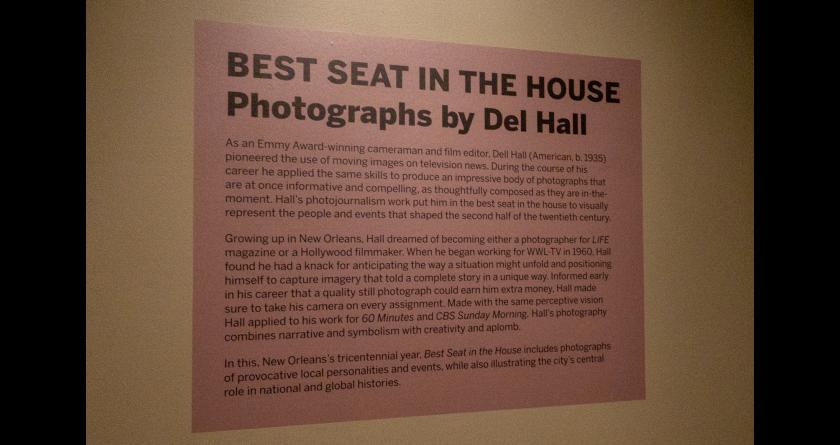 BEST SEAT IN THE HOUSE
Photographs by Del Hall
As an Emmy Award-winning cameraman and film editor, Dell Hall (American, b. 1935)
pioneered the use of moving images on television news. During the course of his
career he applied the same skills to produce an impressive body of photographs that
are at once informative and compelling, as thoughtfully composed as they are in-the-
moment. Hall's photojournalism work put him in the best seat in the house to visually
represent the people and events that shaped the second half of the twentieth century.
Growing up in New Orleans, Hall dreamed of becoming either a photographer for LIFE
magazine or a Hollywood filmmaker. When he began working for WWL-TV in 1960, Hall
found he had a knack for anticipating the way a situation might unfold and positioning
himself to capture imagery that told a complete story in a unique way. Informed early
in his career that a quality still photograph could earn him extra money, Hall made
sure to take his camera on every assignment. Made with the same perceptive vision
Hall applied to his work for 60 Minutes and CBS Sunday Morning, Hall's photography
combines narrative and symbolism with creativity and aplomb.
In this, New Orleans's tricentennial year, Best Seat in the House includes photographs
of provocative local personalities and events, while also illustrating the city's central
role in national and global histories.